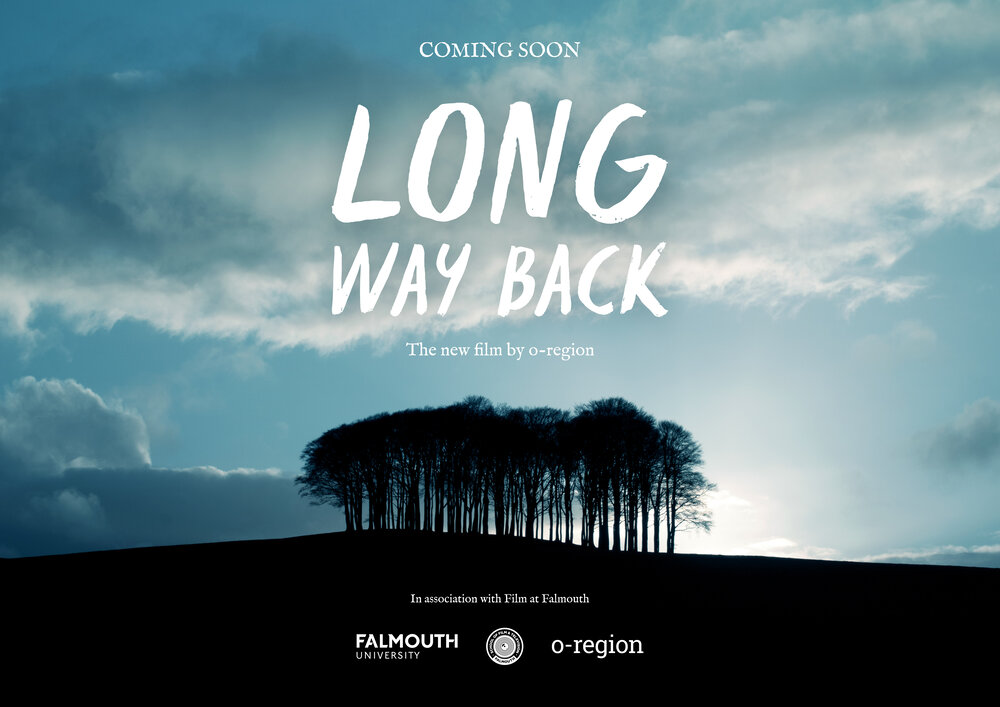 COMING SOON
LONG
WAY BACK
The new film by o-region
In association with Film at Falmouth
FALMOUTH
UNIVERSITY
FALMOUTH
o-region